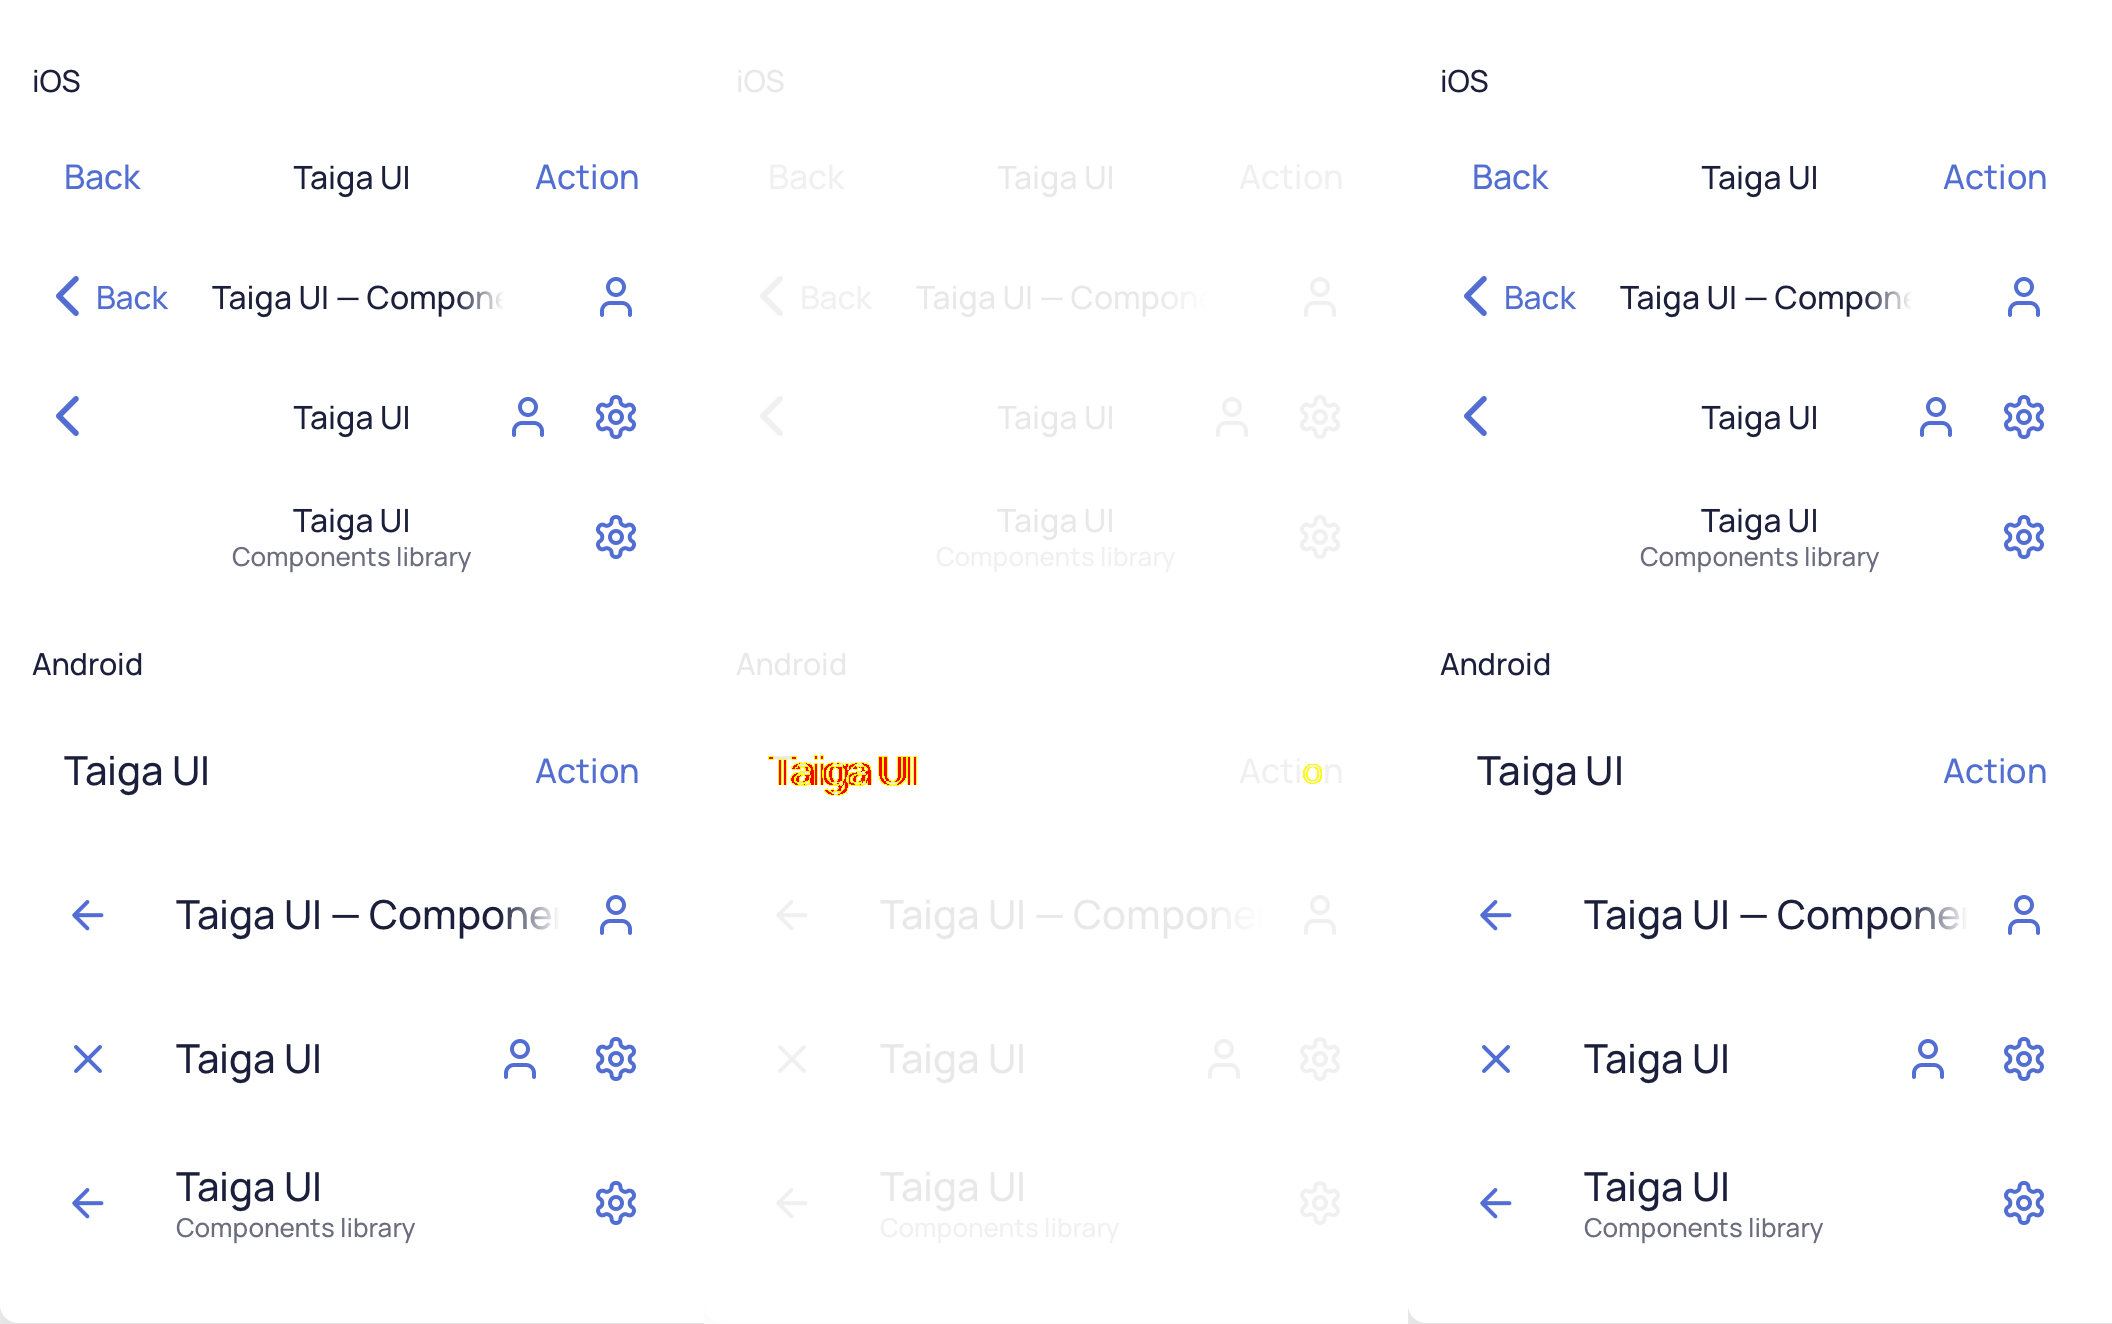 iOS iOS iOS
Back Taiga UI Action Back Taiga UI Action Back Taiga UI Action
Back Taiga UI — Compone Back Taiga UI — Compone Back Taiga UI — Compone
Taiga UI Taiga UI Taiga UI
Taiga UI Taiga UI Taiga UI
Components library Components library Components library
Android Android Android
Taiga UI Action Taiga UI Action Taiga UI Action
Taiga UI — Componen Taiga UI — Componen Taiga UI — Componen
Taiga UI Taiga UI Taiga UI
Taiga UI Taiga UI Taiga UI
Components library Components library Components library